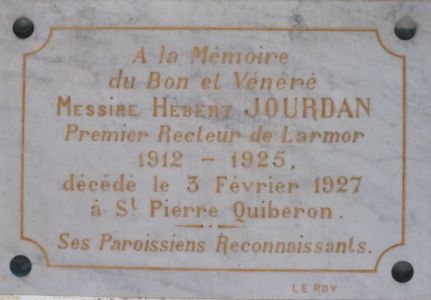 A la Mémoire
du Bon et Vénéré
MESSIRE HÉBERT JOURDAN
Premier Recteur de Larmor
1912 – 1925,
décédé le 3 Février 1927
à St Pierre Quiberon.
Ses Paroissiens Reconnaissants.
LE ROY